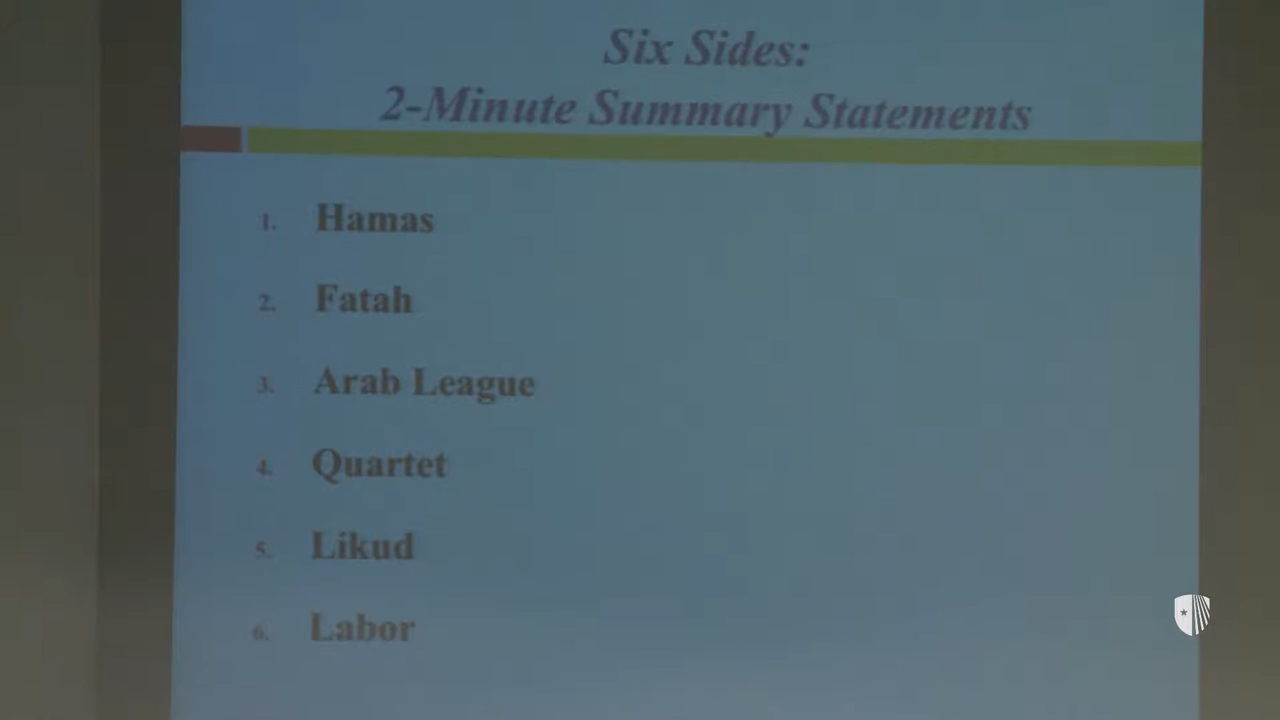 Six Sides:
2-Minute Summary Statements
1. Hamas
2. Fatah
3. Arab League
4. Quartet
5. Likud
6. Labor